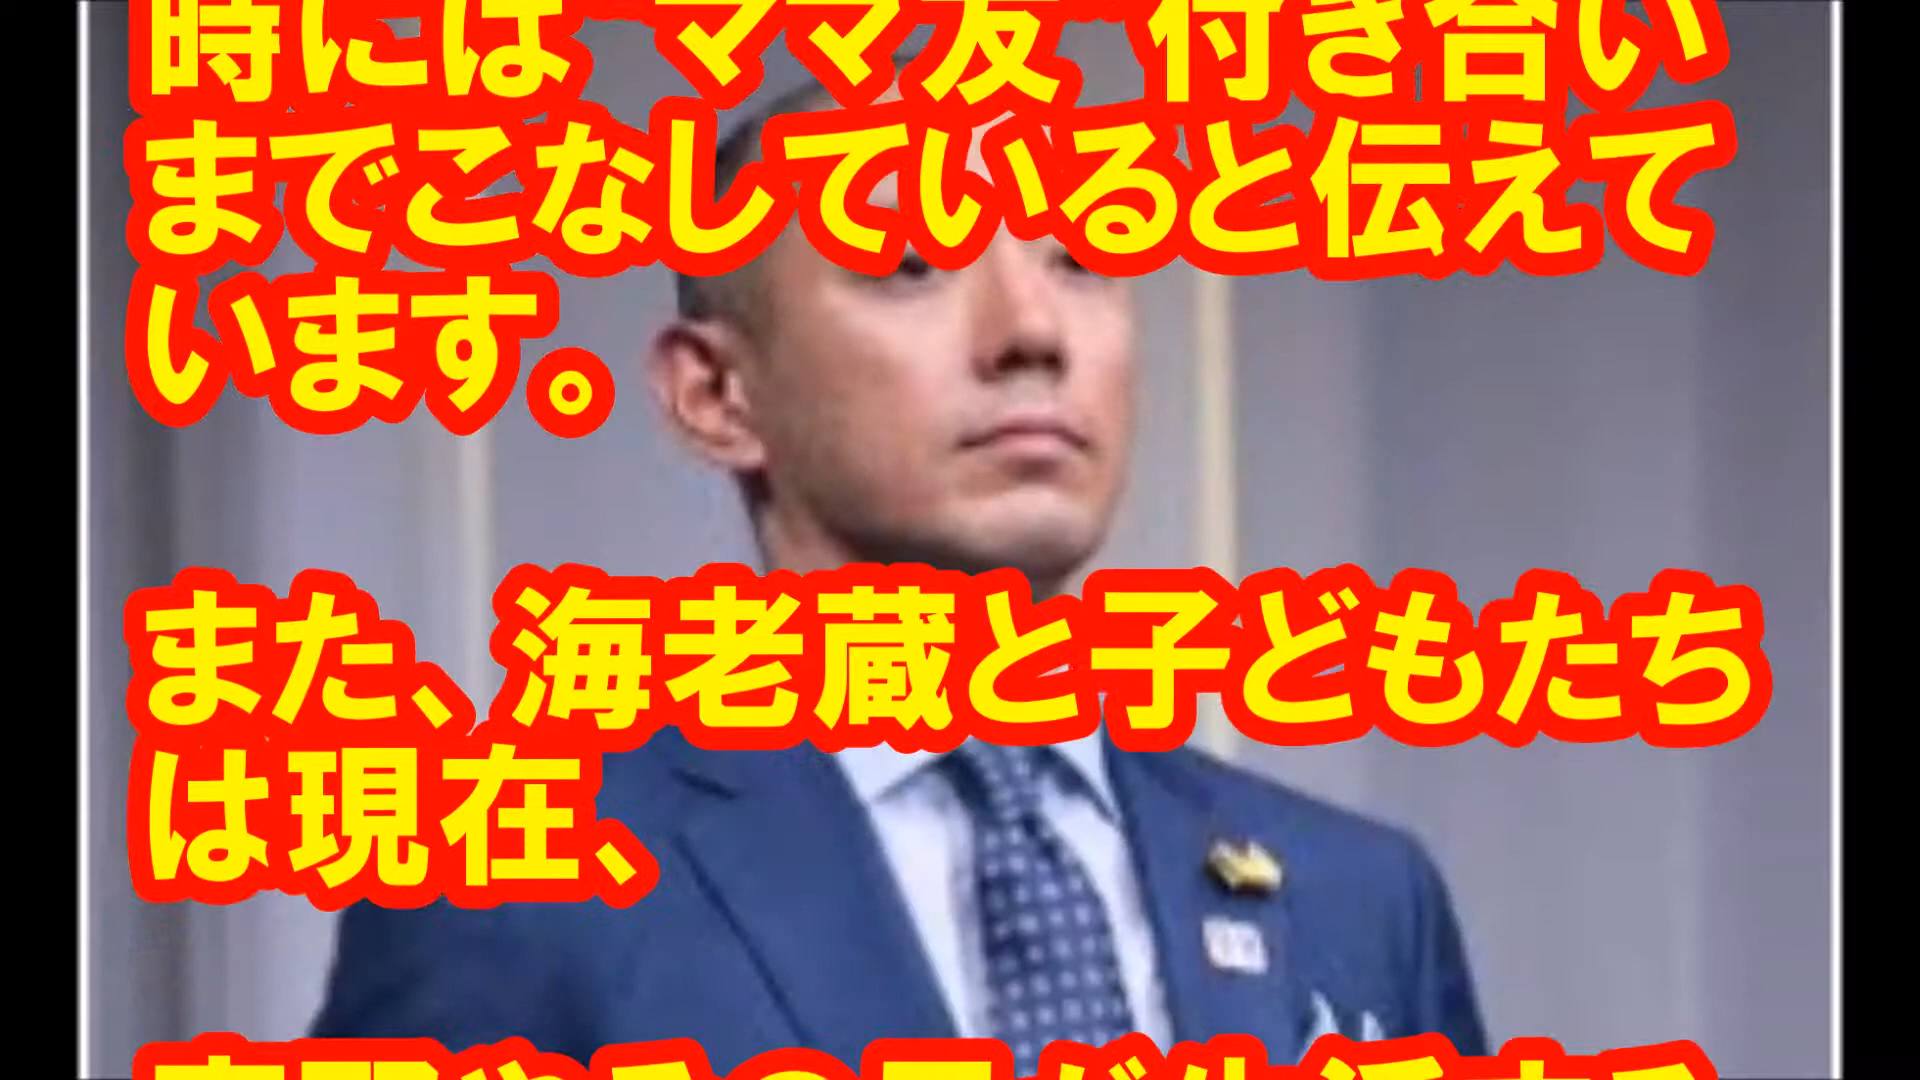 時には ママ友 付き合い
までこなしていると伝えて
います。
また、海老蔵と子どもたち
は現在、